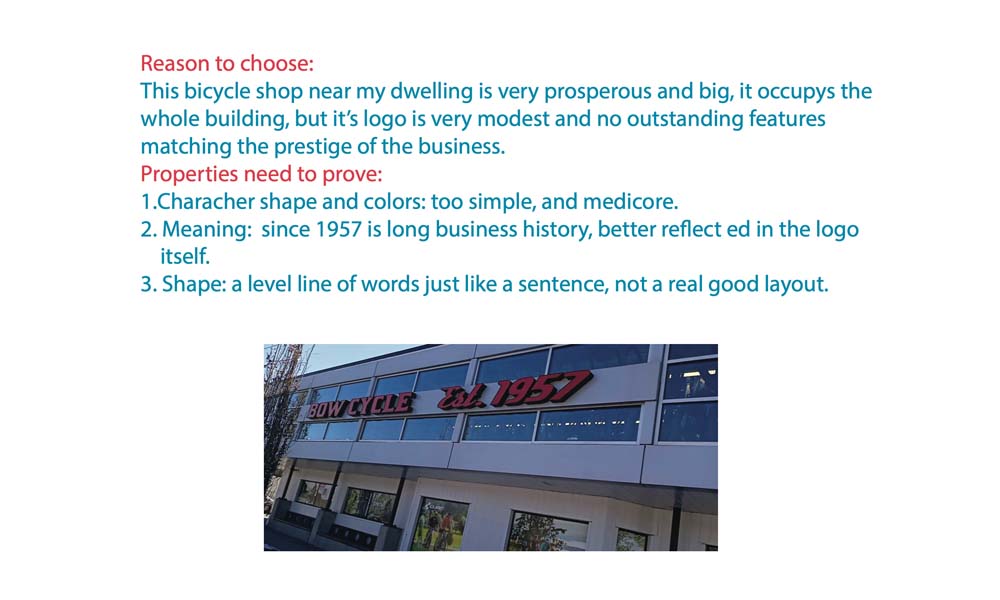 Reason to choose:
This bicycle shop near my dwelling is very prosperous and big, it occupys the
whole building, but it’s logo is very modest and no outstanding features
matching the prestige of the business.
Properties need to prove:
1.Characher shape and colors: too simple, and medicore.
2. Meaning:  since 1957 is long business history, better reflect ed in the logo
itself.
3. Shape: a level line of words just like a sentence, not a real good layout.
BOW CYCLE Est. 1957